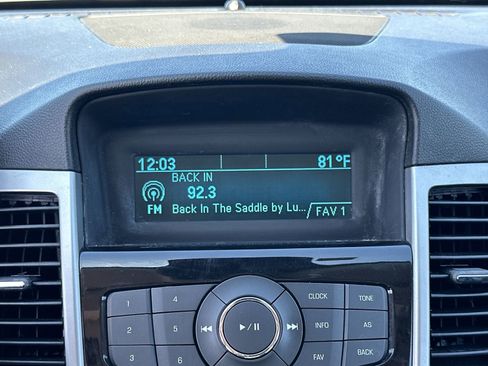 12:03 81°F
BACK IN
92.3
FM Back In The Saddle by Lu...
FAV 1
1 4 CLOCK TONE
2 5 INFO AS
3 6 FAV BACK